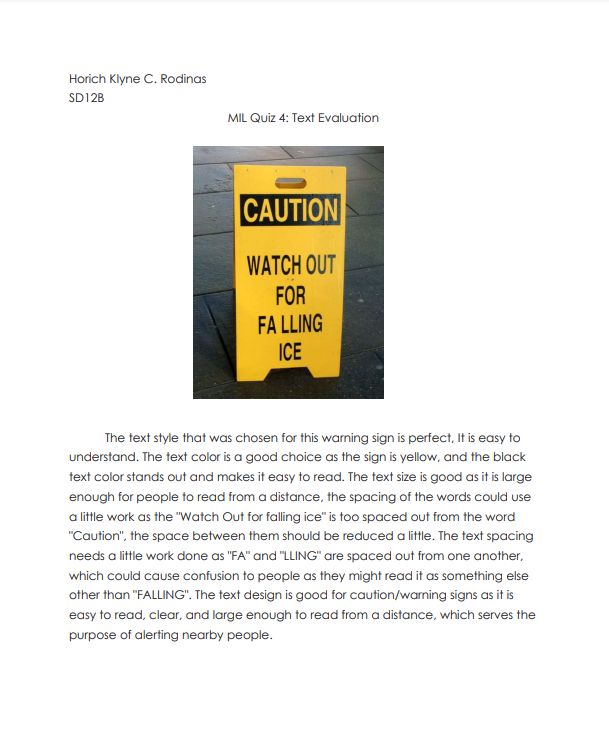 Horich Klyne C. Rodinas
SD12B
MIL Quiz 4: Text Evaluation
CAUTION
WATCH OUT
FOR
FA LLING
ICE
The text style that was chosen for this warning sign is perfect, It is easy to
understand. The text color is a good choice as the sign is yellow, and the black
text color stands out and makes it easy to read. The text size is good as it is large
enough for people to read from a distance, the spacing of the words could use
a little work as the "Watch Out for falling ice" is too spaced out from the word
"Caution", the space between them should be reduced a little. The text spacing
needs a little work done as "FA" and "LLING" are spaced out from one another,
which could cause confusion to people as they might read it as something else
other than "FALLING". The text design is good for caution/warning signs as it is
easy to read, clear, and large enough to read from a distance, which serves the
purpose of alerting nearby people.